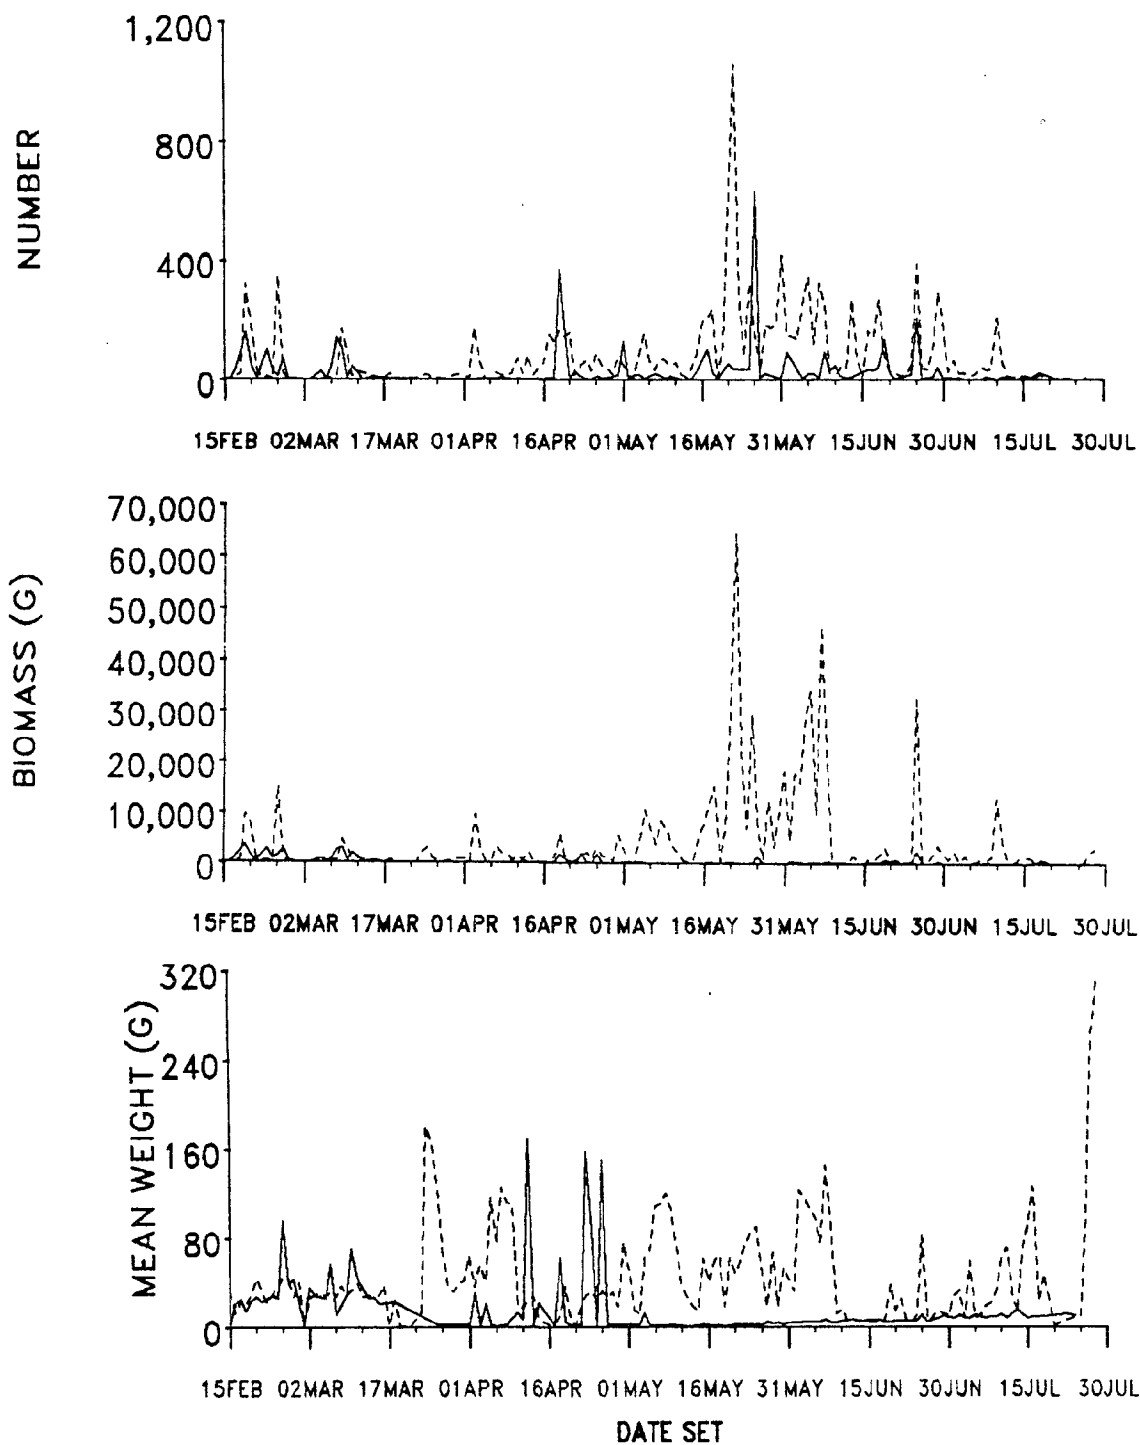 NUMBER
1,200
800
400
0
15FEB 02MAR 17MAR 01APR 16APR 01MAY 16MAY 31MAY 15JUN 30JUN 15JUL 30JUL
BIOMASS (G)
70,000
60,000
50,000
40,000
30,000
20,000
10,000
0
15FEB 02MAR 17MAR 01APR 16APR 01MAY 16MAY 31MAY 15JUN 30JUN 15JUL 30JUL
MEAN WEIGHT (G)
320
240
160
80
0
15FEB 02MAR 17MAR 01APR 16APR 01MAY 16MAY 31MAY 15JUN 30JUN 15JUL 30JUL
DATE SET